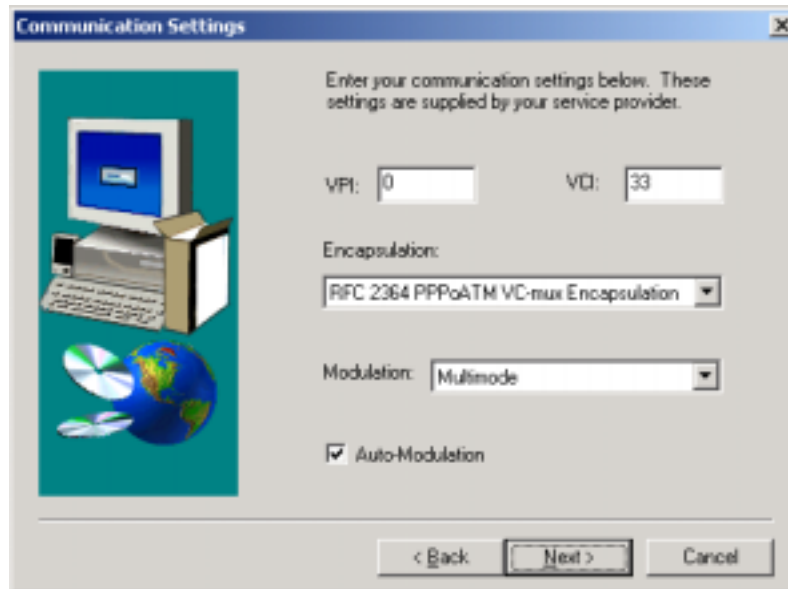 Communication Settings
Enter your communication settings below. These
settings are supplied by your service provider.
VPI: 0 VCI: 33
Encapsulation:
RFC 2364 PPPoATM VC-mux Encapsulation
Modulation: Multimode
Auto-Modulation
< Back Next > Cancel